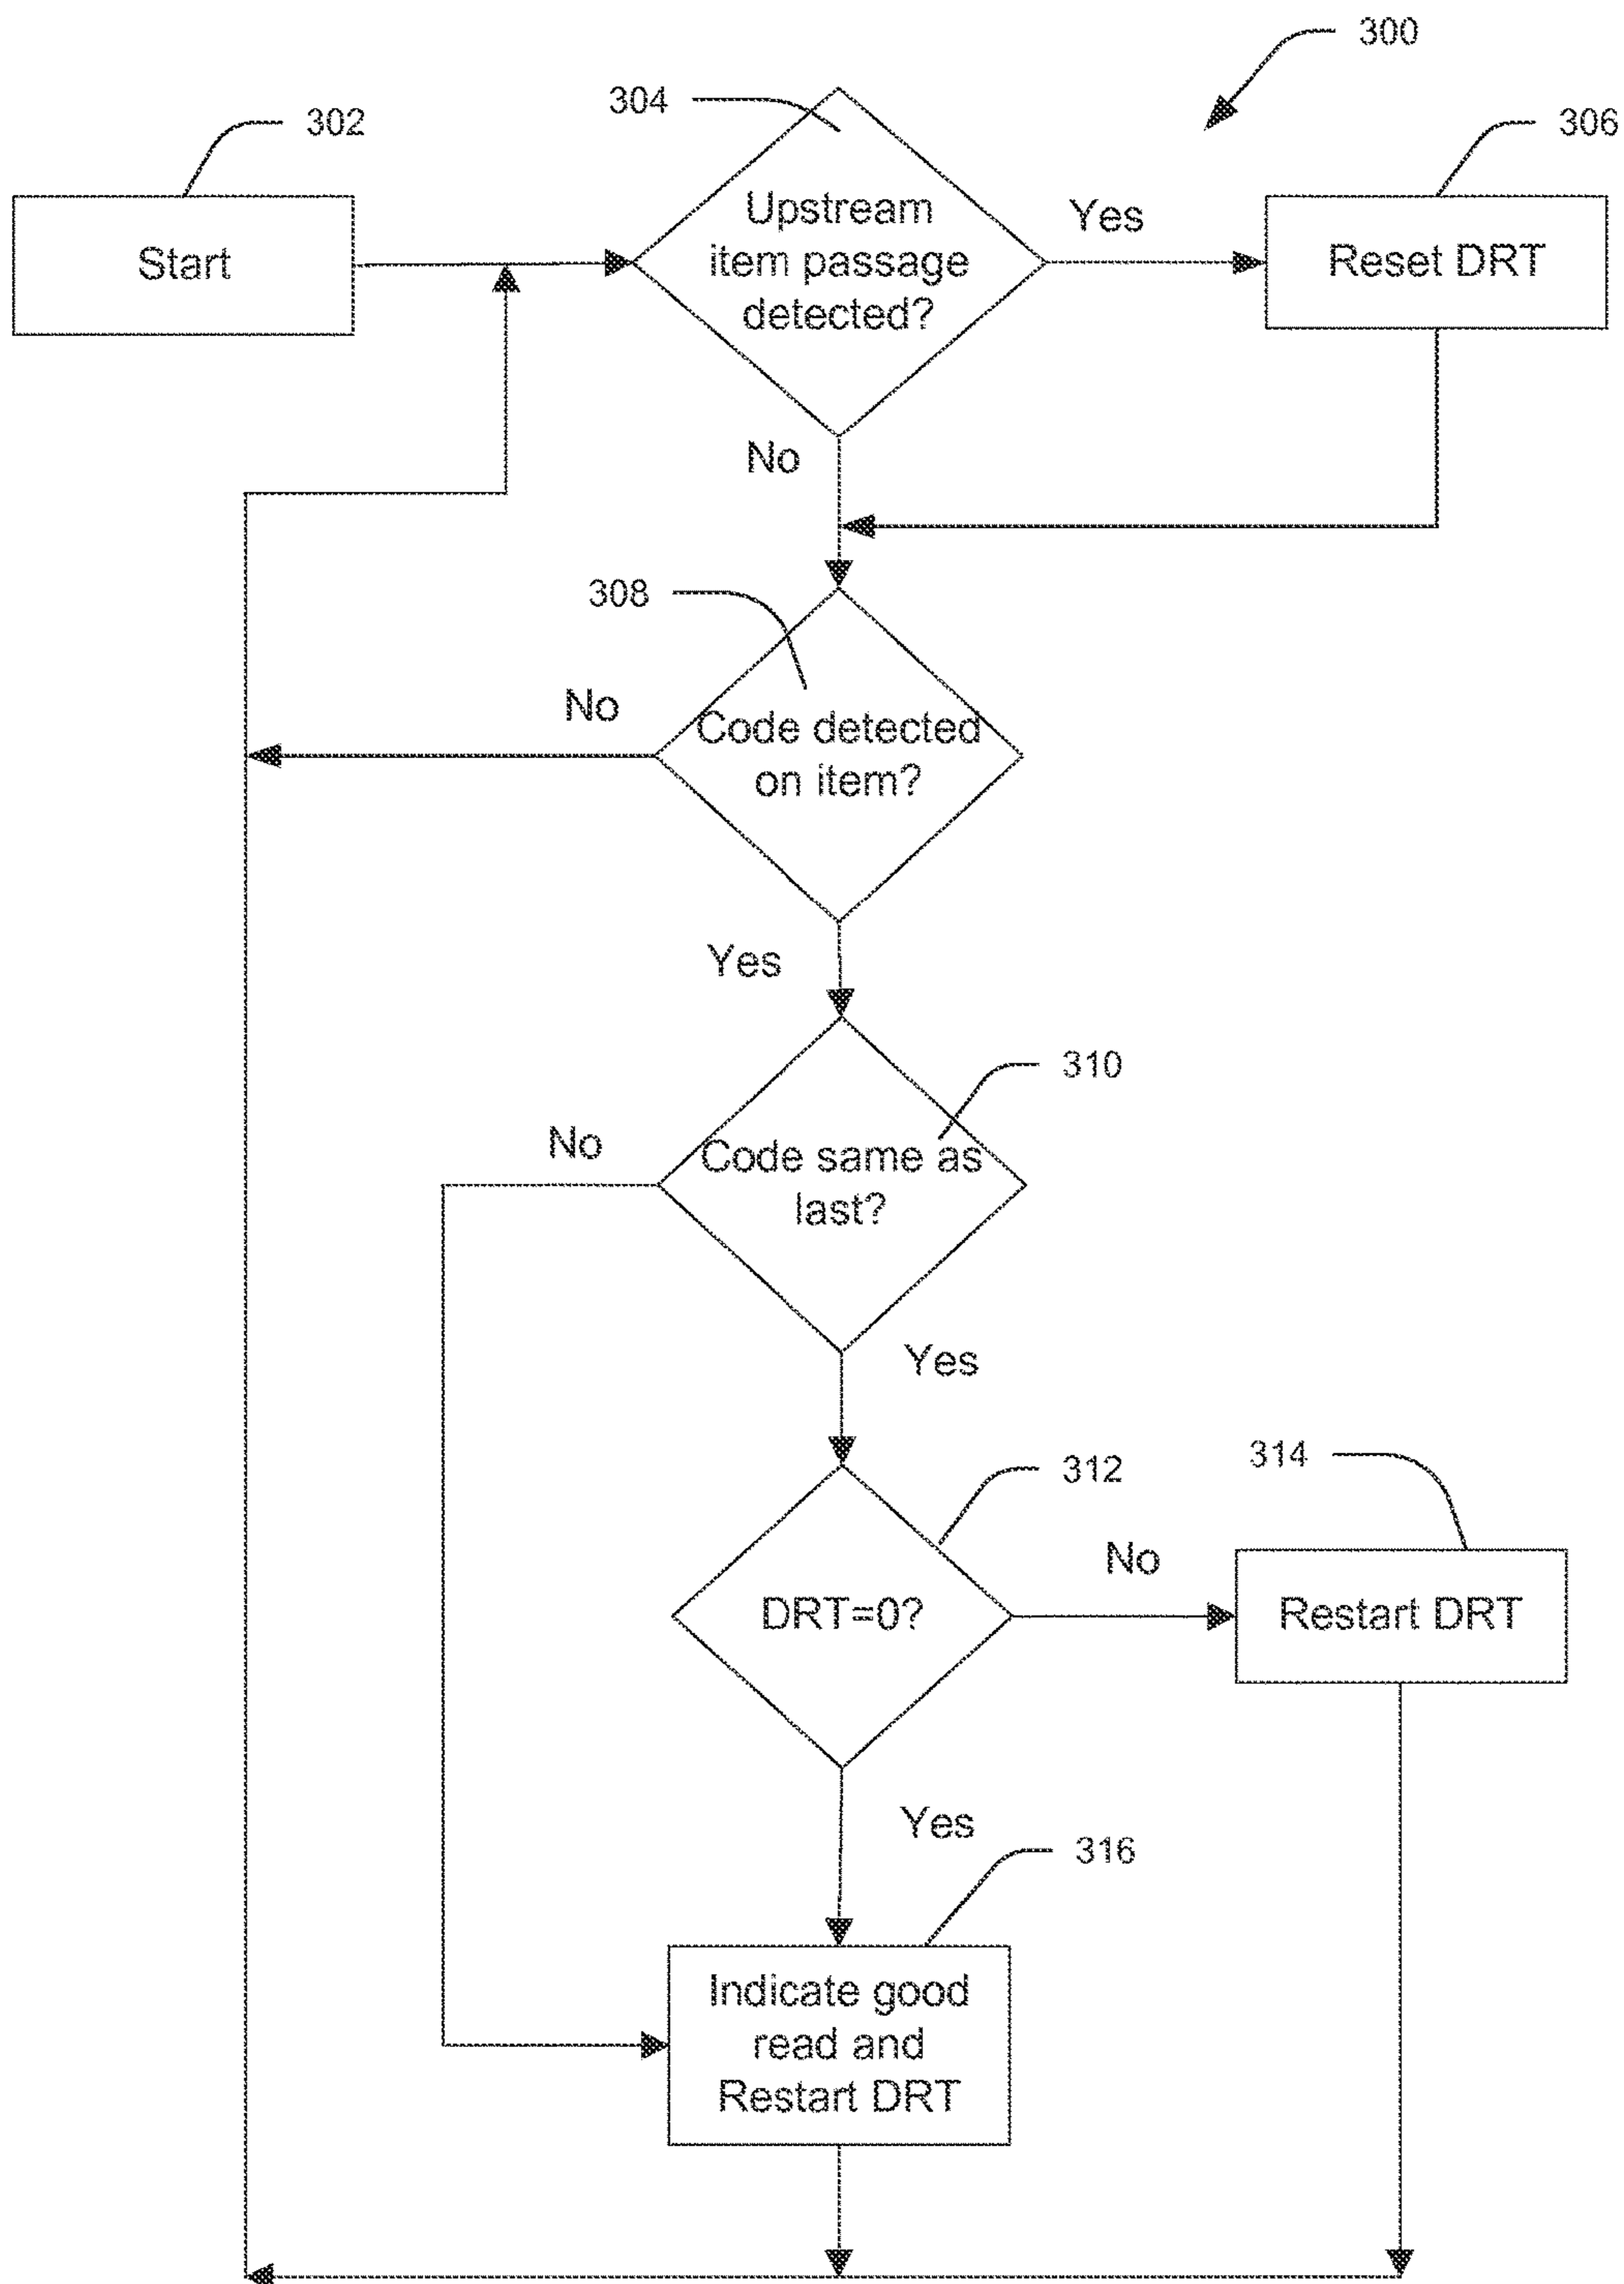 300
304
302
306
Start
Upstream
item passage
detected?
Yes
Reset DRT
No
308
No
Code detected
on item?
Yes
310
No
Code same as
last?
Yes
312
314
No
DRT=0?
Restart DRT
Yes
316
Indicate good
read and
Restart DRT